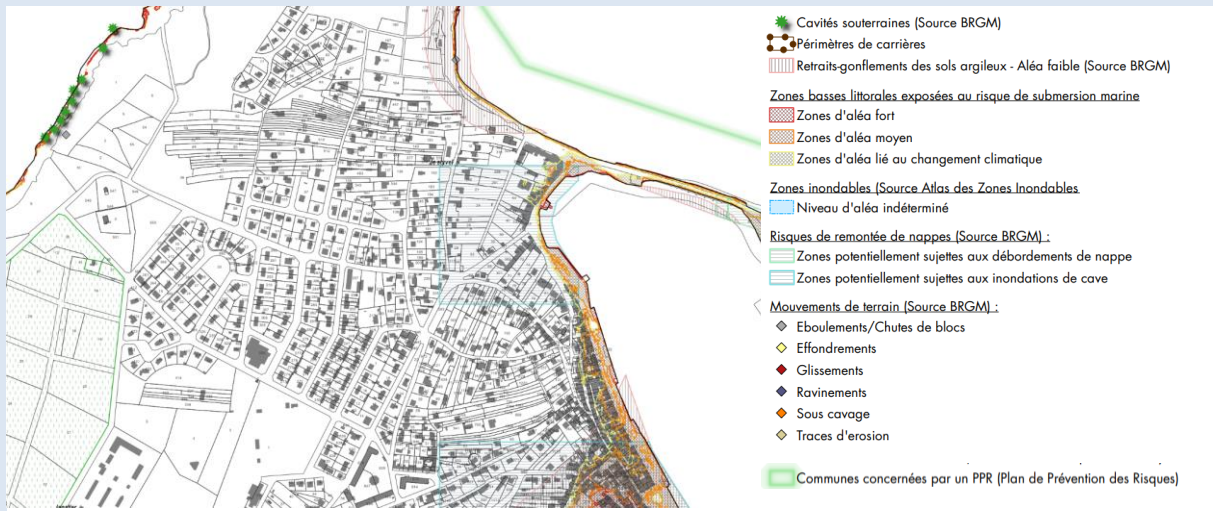 Cavités souterraines (Source BRGM)
Périmètres de carrières
Retraits-gonflements des sols argileux - Aléa faible (Source BRGM)
Zones basses littorales exposées au risque de submersion marine
Zones d'aléa fort
Zones d'aléa moyen
Zones d'aléa lié au changement climatique
Zones inondables (Source Atlas des Zones Inondables
Niveau d'aléa indéterminé
Risques de remontée de nappes (Source BRGM) :
Zones potentiellement sujettes aux débordements de nappe
Zones potentiellement sujettes aux inondations de cave
Mouvements de terrain (Source BRGM) :
Eboulements/Chutes de blocs
Effondrements
Glissements
Ravinements
Sous cavage
Traces d'erosion
Communes concernées par un PPR (Plan de Prévention des Risques)